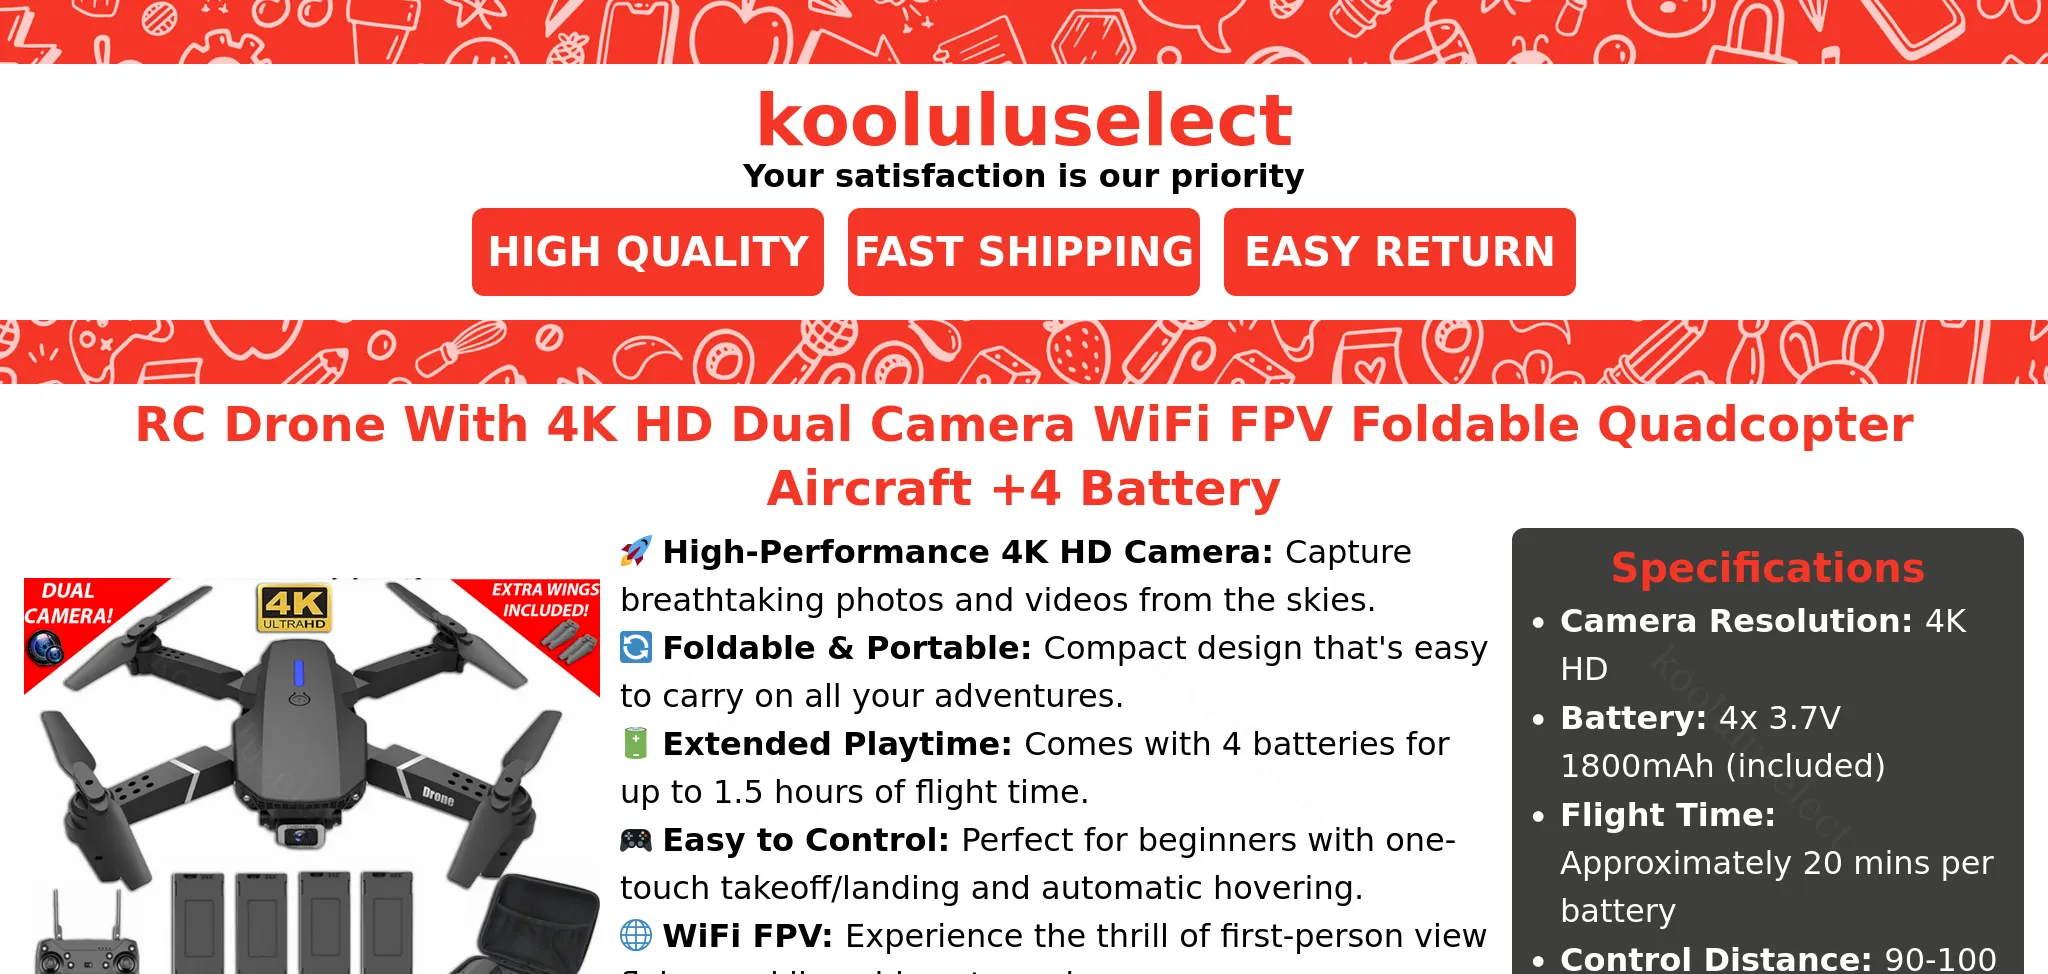 kooluluselect
Your satisfaction is our priority
HIGH QUALITY
FAST SHIPPING
EASY RETURN
RC Drone With 4K HD Dual Camera WiFi FPV Foldable Quadcopter
Aircraft +4 Battery
DUAL
CAMERA!
4K
ULTRAHD
EXTRA WINGS
INCLUDED!
Drone
🚀 High-Performance 4K HD Camera: Capture
breathtaking photos and videos from the skies.
🔄 Foldable & Portable: Compact design that's easy
to carry on all your adventures.
🔋 Extended Playtime: Comes with 4 batteries for
up to 1.5 hours of flight time.
🎮 Easy to Control: Perfect for beginners with one-
touch takeoff/landing and automatic hovering.
🌐 WiFi FPV: Experience the thrill of first-person view
Specifications
• Camera Resolution: 4K
HD
• Battery: 4x 3.7V
1800mAh (included)
• Flight Time:
Approximately 20 mins per
battery
• Control Distance: 90-100
kooluluselect